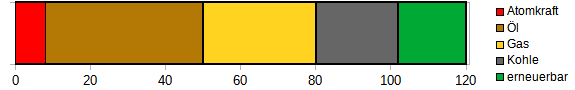 0 20 40 60 80 100 120
Atomkraft
Öl
Gas
Kohle
erneuerbar